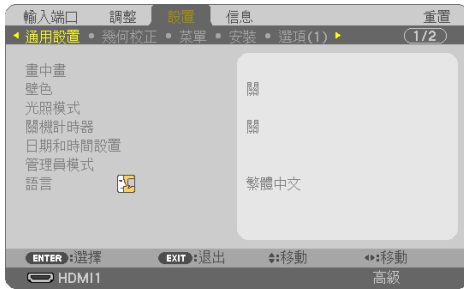 輸入端口 調整 設置 信息 重置
通用設置 • 幾何校正 • 菜單 • 安裝 • 選項(1) (1/2)
畫中畫
壁色 關
光照模式
關機計時器 關
日期和時間設置
管理員模式
語言 繁體中文
ENTER:選擇 EXIT:退出 :移動 :移動
HDMI1 高級